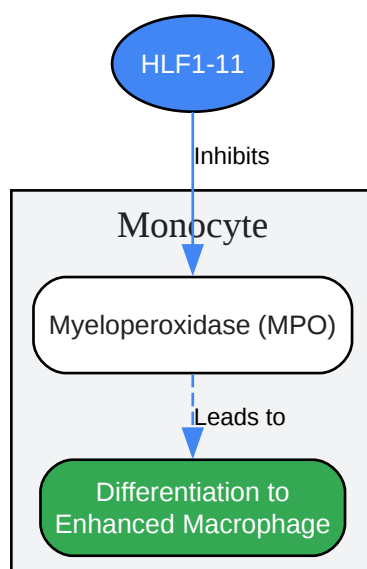 HLF1-11
Inhibits
Monocyte
Myeloperoxidase (MPO)
Leads to
Differentiation to
Enhanced Macrophage